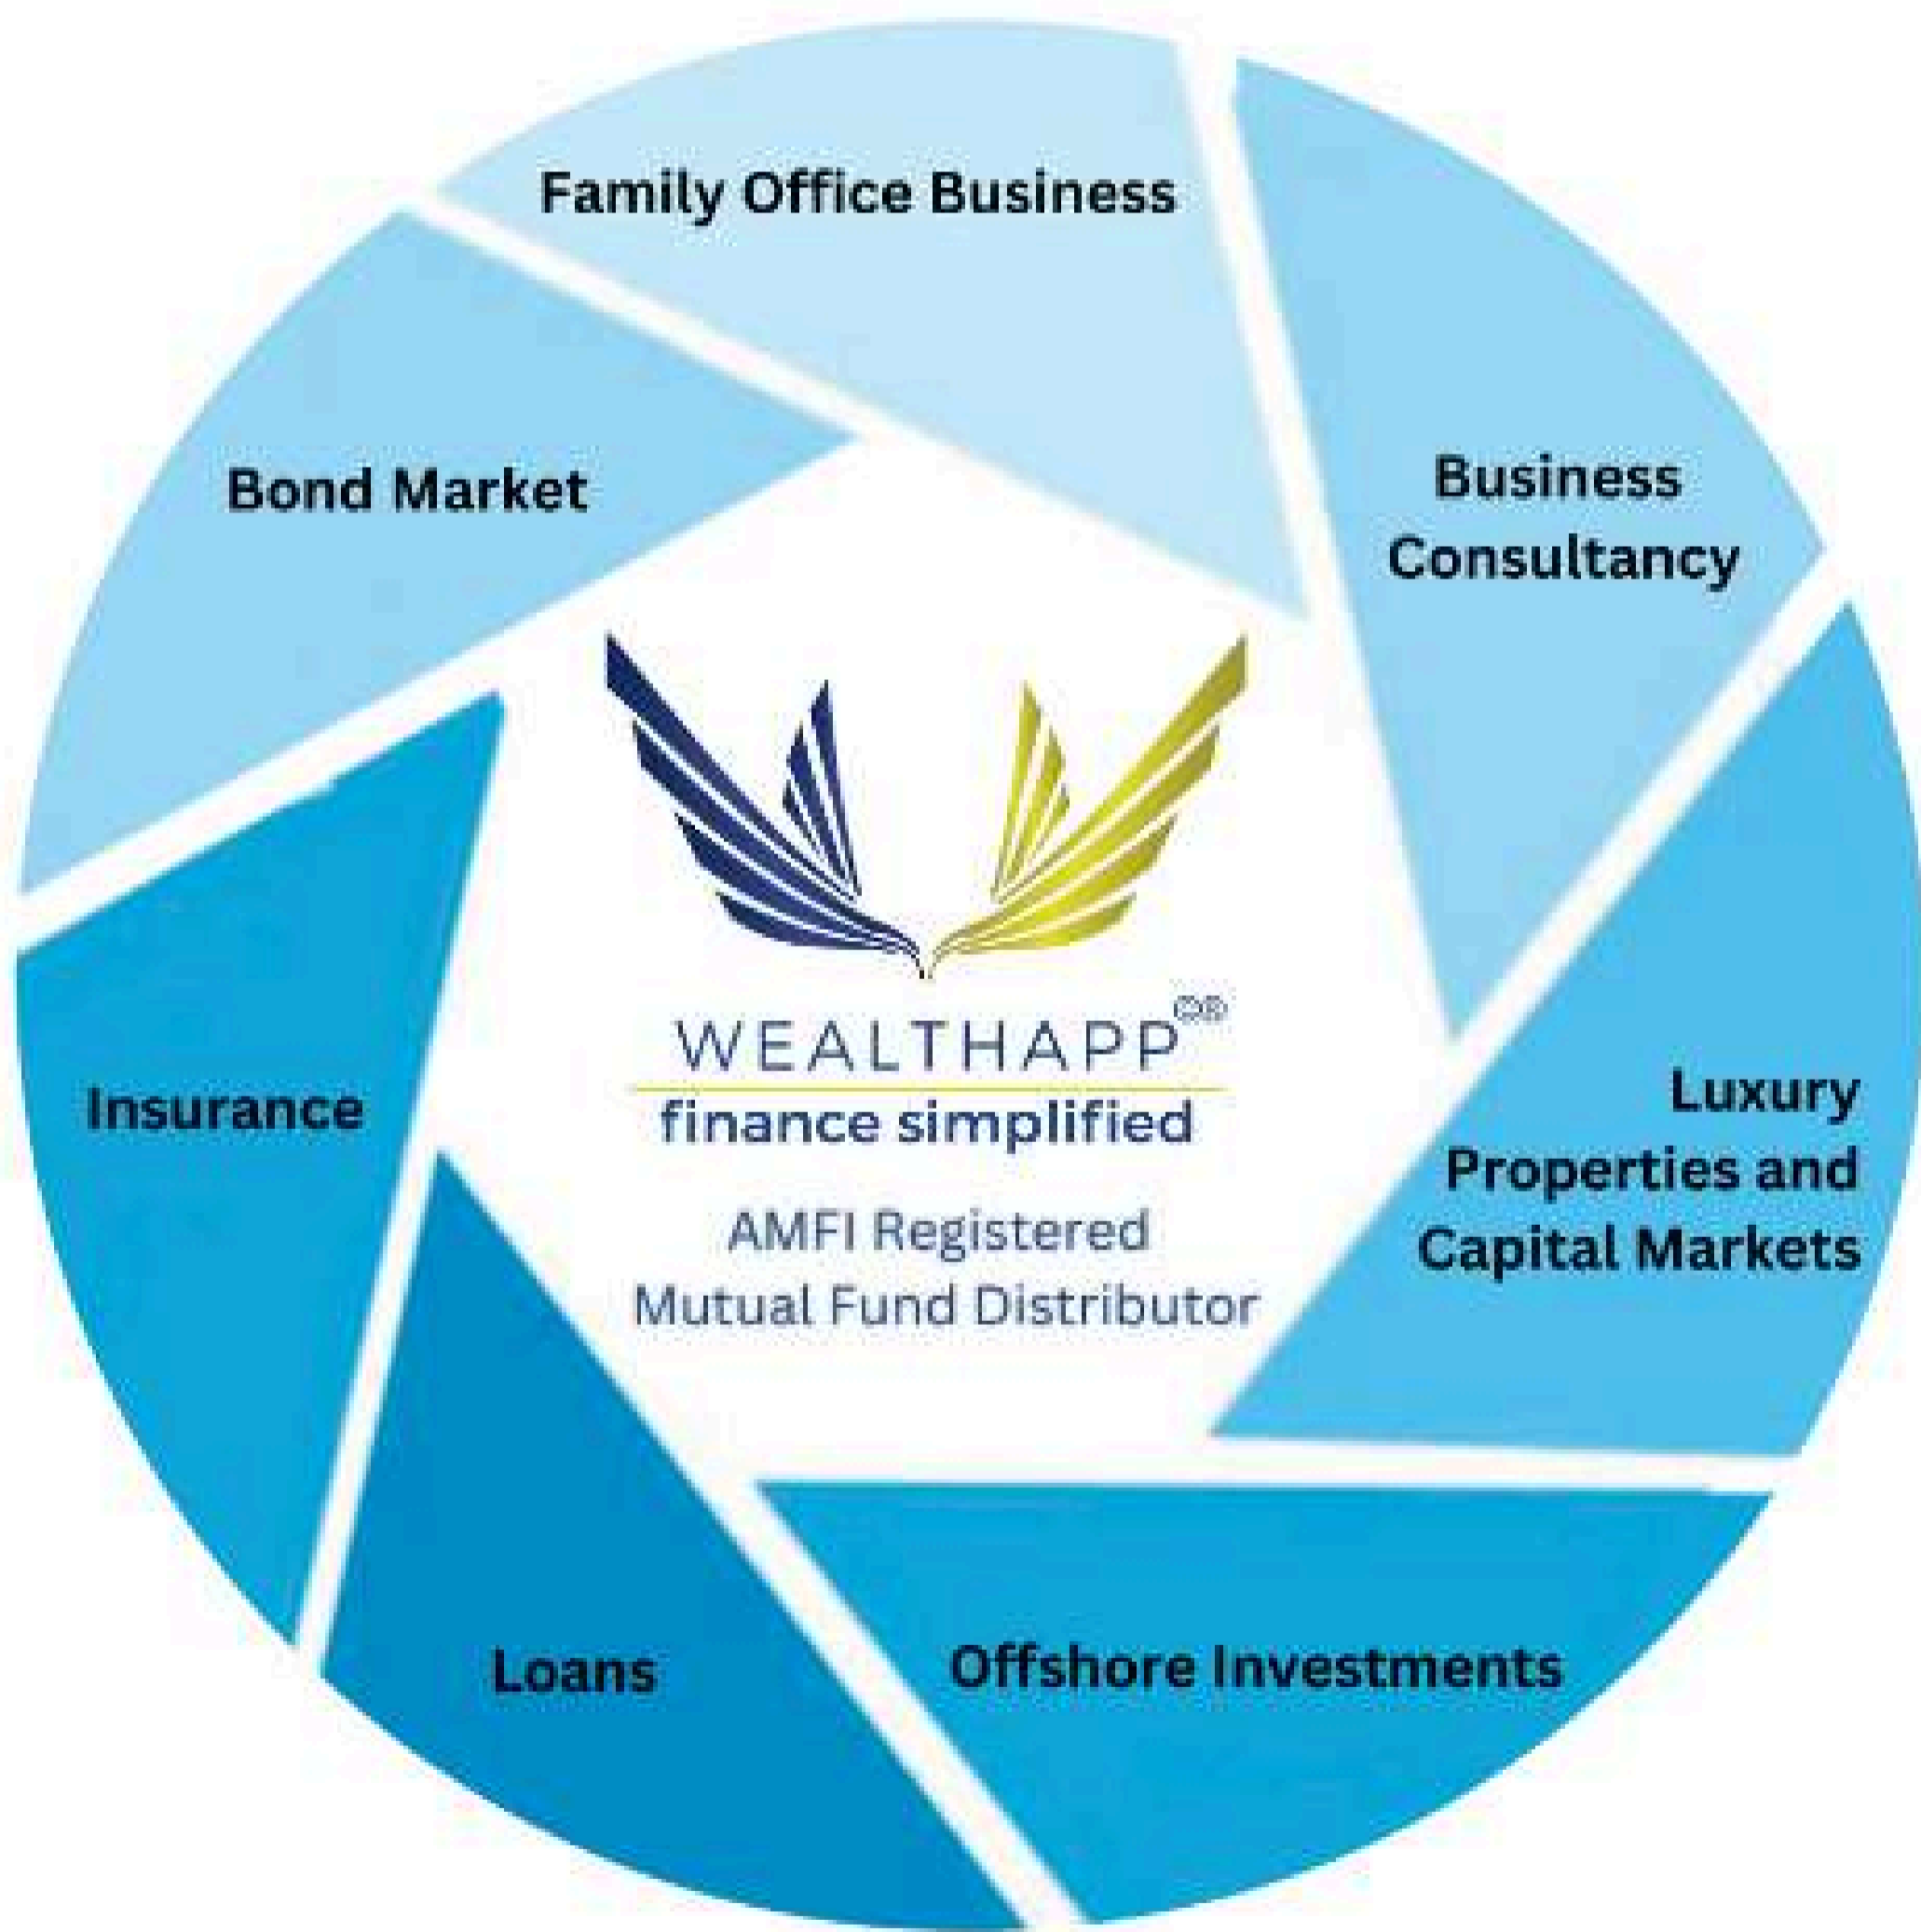 Family Office Business
Business
Consultancy
Bond Market
WEALTHAPP©®
finance simplified
AMFI Registered
Mutual Fund Distributor
Luxury
Properties and
Capital Markets
Insurance
Loans
Offshore Investments